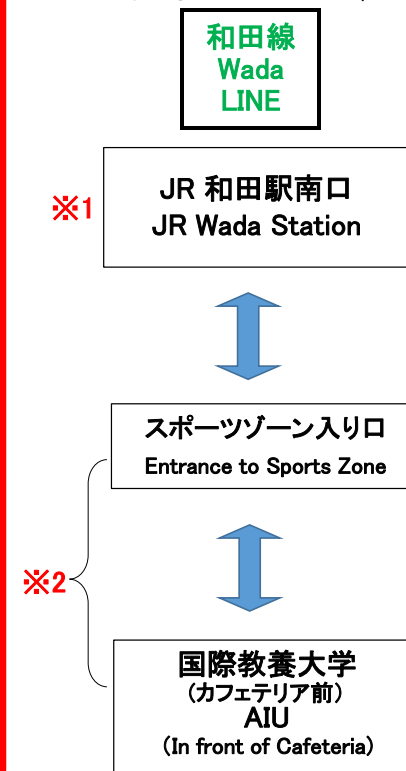 和田線
Wada
LINE
※1
JR 和田駅南口
JR Wada Station
スポーツゾーン入り口
Entrance to Sports Zone
※2
国際教養大学
(カフェテリア前)
AIU
(In front of Cafeteria)